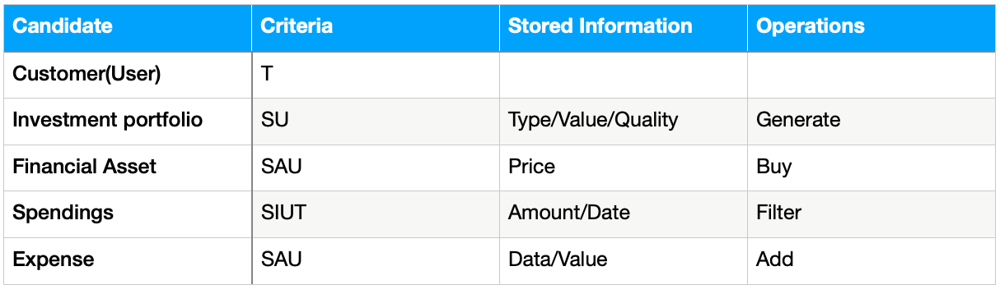 Candidate Criteria Stored Information Operations
Customer(User) T
Investment portfolio SU Type/Value/Quality Generate
Financial Asset SAU Price Buy
Spendings SIUT Amount/Date Filter
Expense SAU Data/Value Add